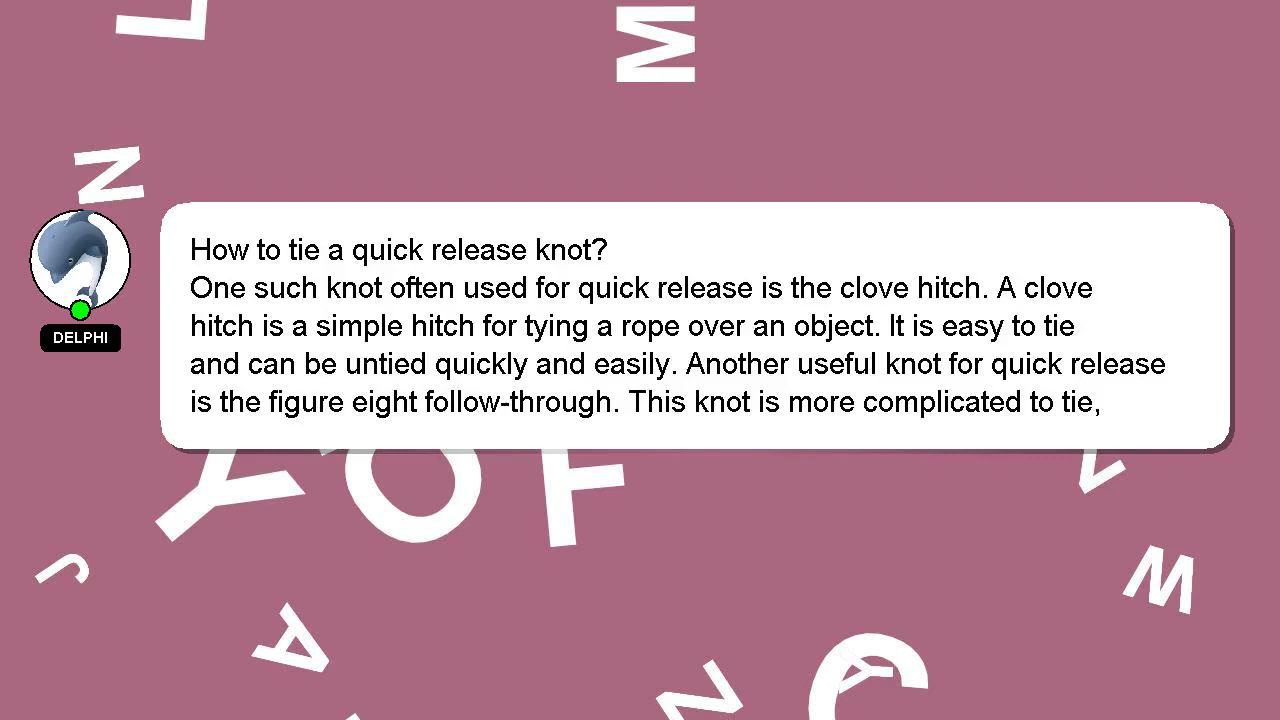 L
M
N
How to tie a quick release knot?
One such knot often used for quick release is the clove hitch. A clove
hitch is a simple hitch for tying a rope over an object. It is easy to tie
and can be untied quickly and easily. Another useful knot for quick release
is the figure eight follow-through. This knot is more complicated to tie,
DELPHI
Y
O
F
J
W
A
N
C
A